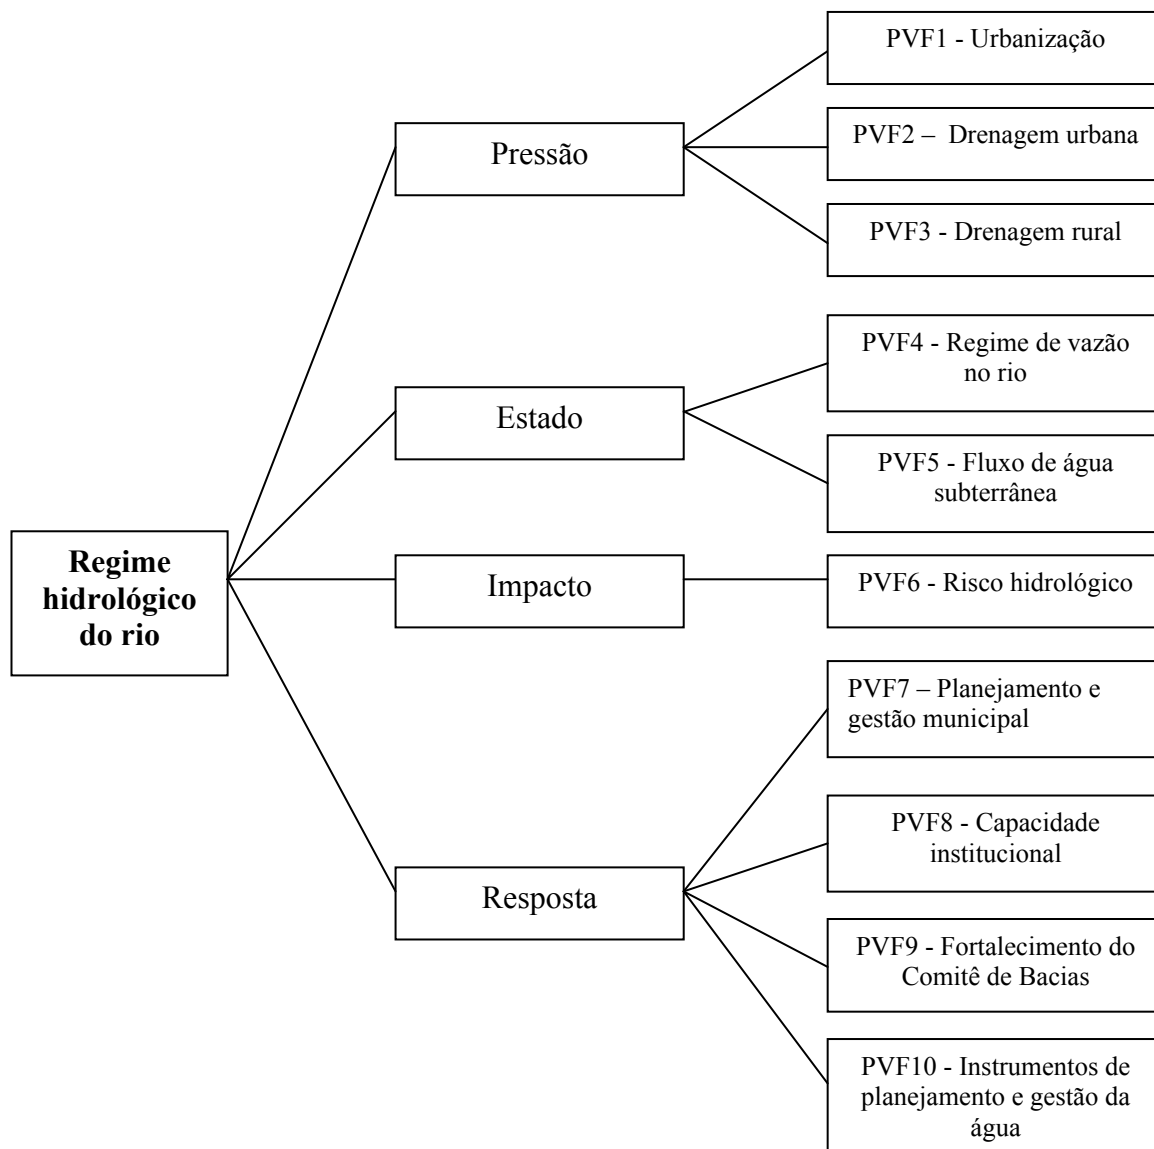 PVF1 - Urbanização
PVF2 – Drenagem urbana
Pressão
PVF3 - Drenagem rural
PVF4 - Regime de vazão
no rio
Estado
PVF5 - Fluxo de água
subterrânea
Regime
hidrológico
do rio
Impacto
PVF6 - Risco hidrológico
PVF7 – Planejamento e
gestão municipal
PVF8 - Capacidade
institucional
Resposta
PVF9 - Fortalecimento do
Comitê de Bacias
PVF10 - Instrumentos de
planejamento e gestão da
água